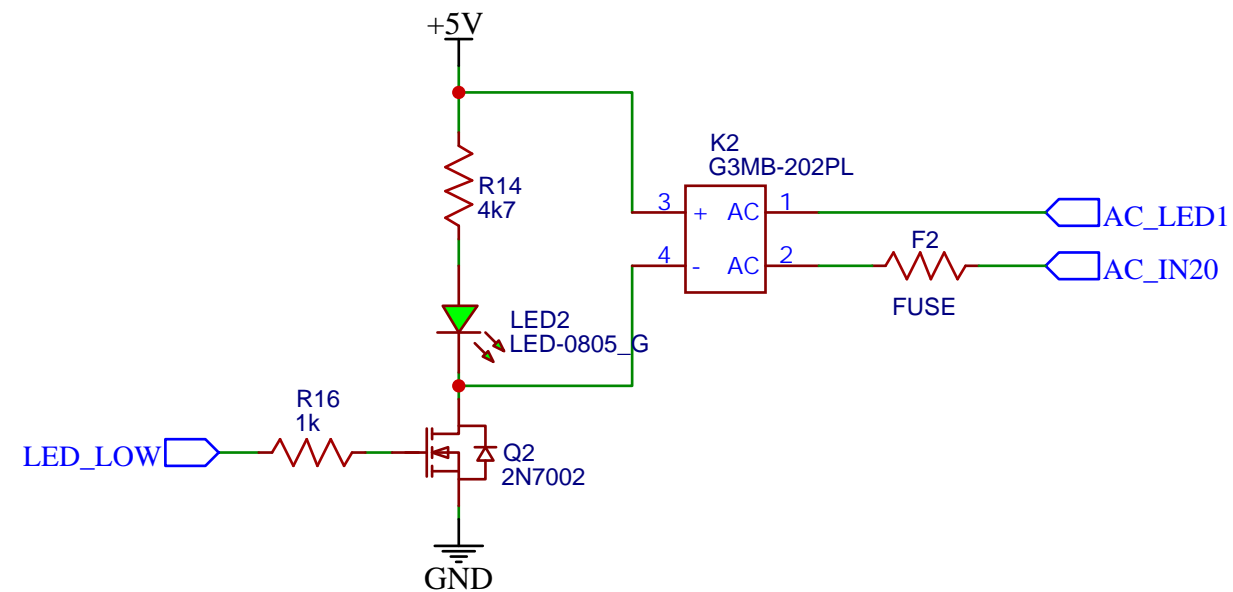 +5V
K2
G3MB-202PL
R14
4k7
3 + AC 1
AC_LED1
F2
4 - AC 2
AC_IN20
FUSE
LED2
LED-0805_G
R16
1k
LED_LOW
Q2
2N7002
GND